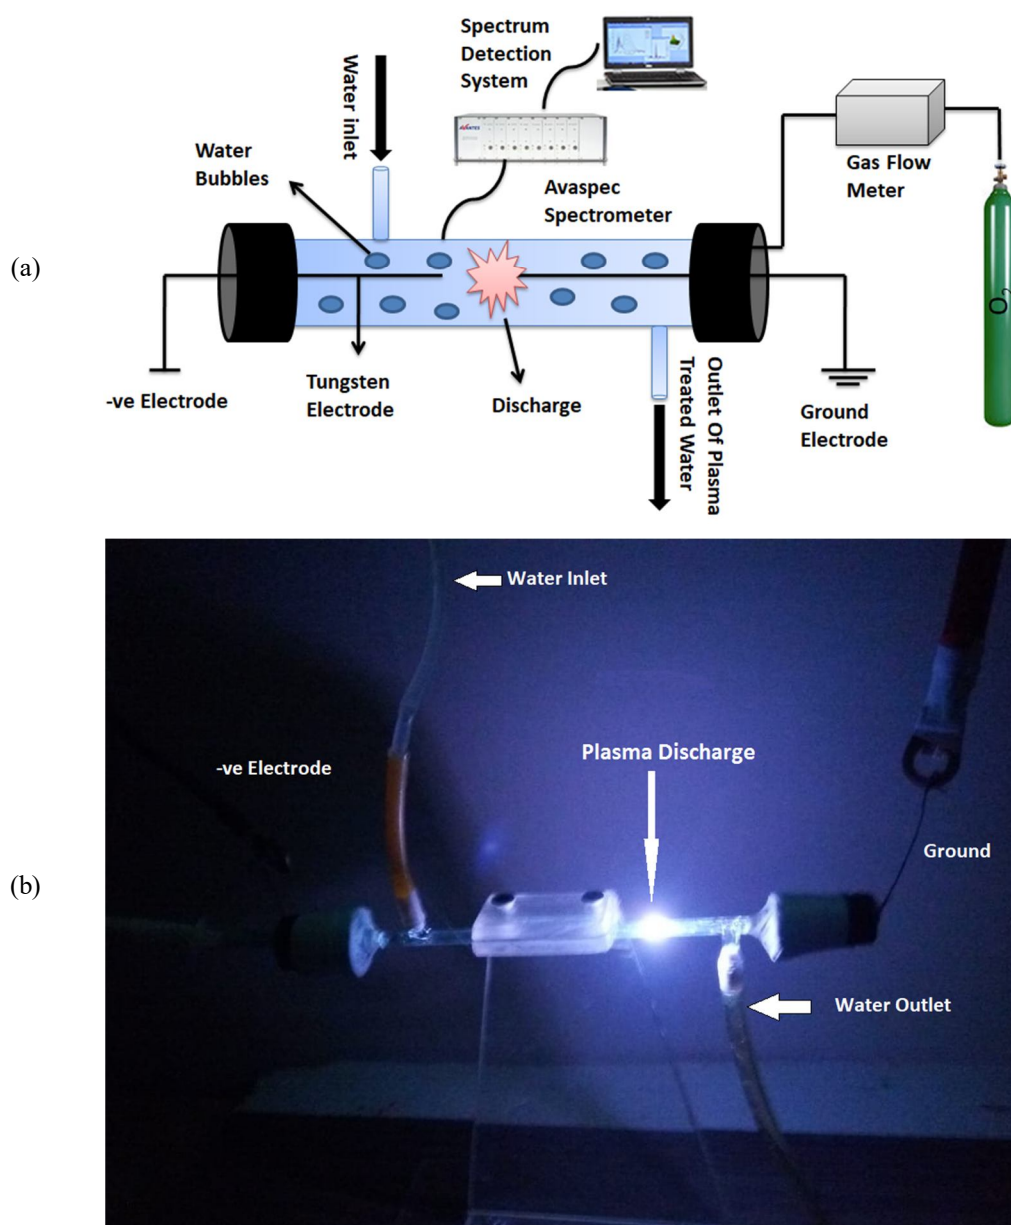 Spectrum
Detection
System
Water inlet
Water
Bubbles
AVANTES
Avaspec
Spectrometer
Gas Flow
Meter
(a)
O2
-ve Electrode
Tungsten
Electrode
Discharge
Outlet Of Plasma
Treated Water
Ground
Electrode
Water Inlet
-ve Electrode
Plasma Discharge
Ground
(b)
Water Outlet